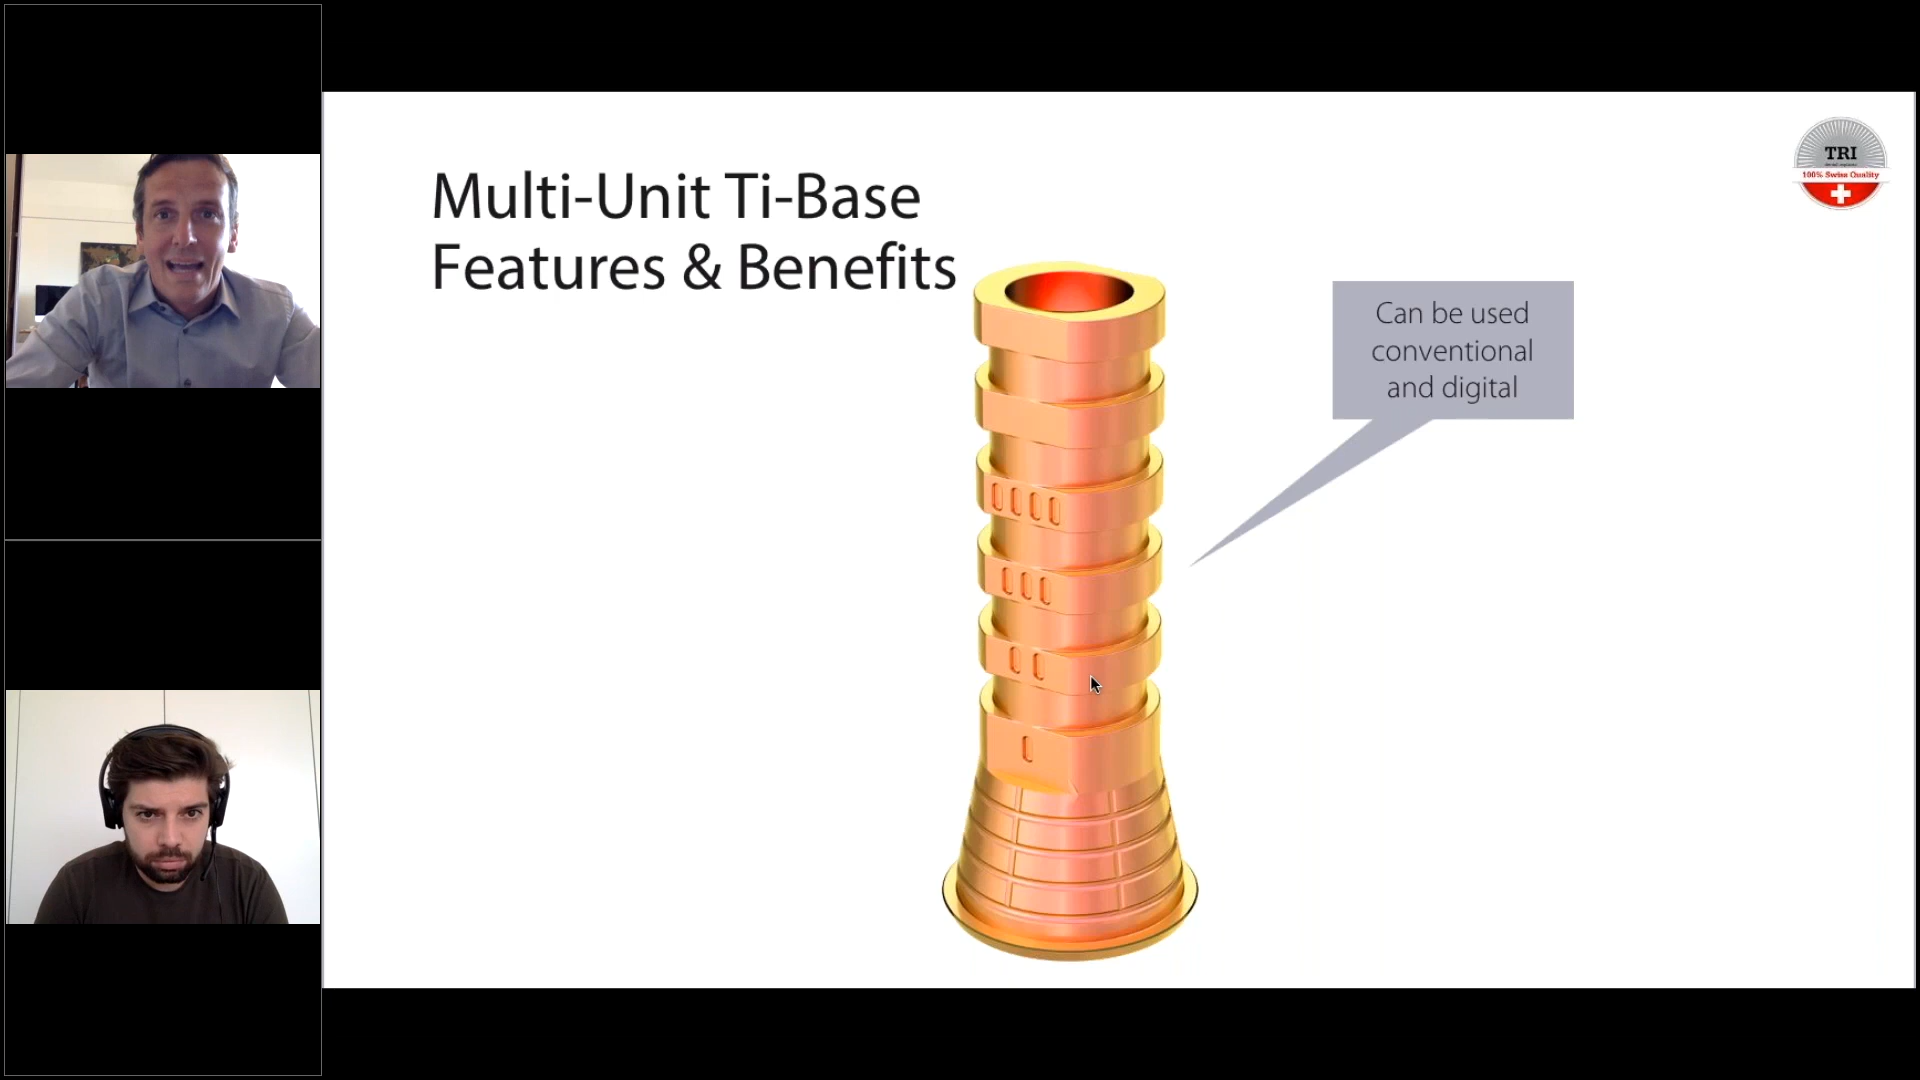 Multi-Unit Ti-Base
Features & Benefits
Can be used
conventional
and digital
TRI
100% Swiss Quality